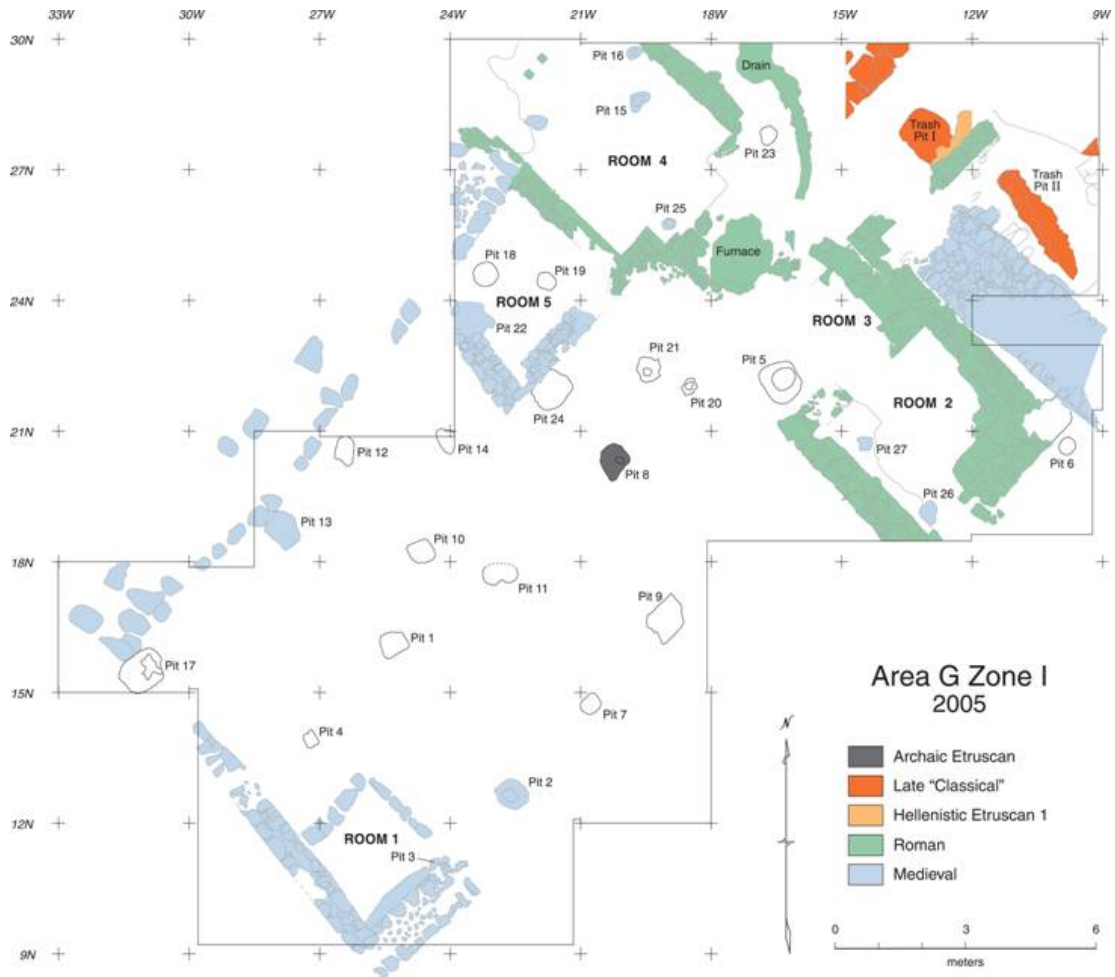 33W 30W 27W 24W 21W 18W 15W 12W 9W
30N
Pit 16
Drain
Pit 15
Trash
Pit I
Pit 23
ROOM 4
27N
Trash
Pit II
Pit 25
Pit 18
Furnace
Pit 19
24N
ROOM 5
ROOM 3
Pit 22
Pit 21
Pit 5
Pit 20
ROOM 2
Pit 24
21N
Pit 12
Pit 14
Pit 27
Pit 6
Pit 8
Pit 26
Pit 13
Pit 10
18N
Pit 11
Pit 9
Pit 1
Pit 17
15N
Pit 7
Pit 4
Pit 2
12N
ROOM 1
Pit 3
9N
Area G Zone I
2005
N
Archaic Etruscan
Late “Classical”
Hellenistic Etruscan 1
Roman
Medieval
0 3 6
meters